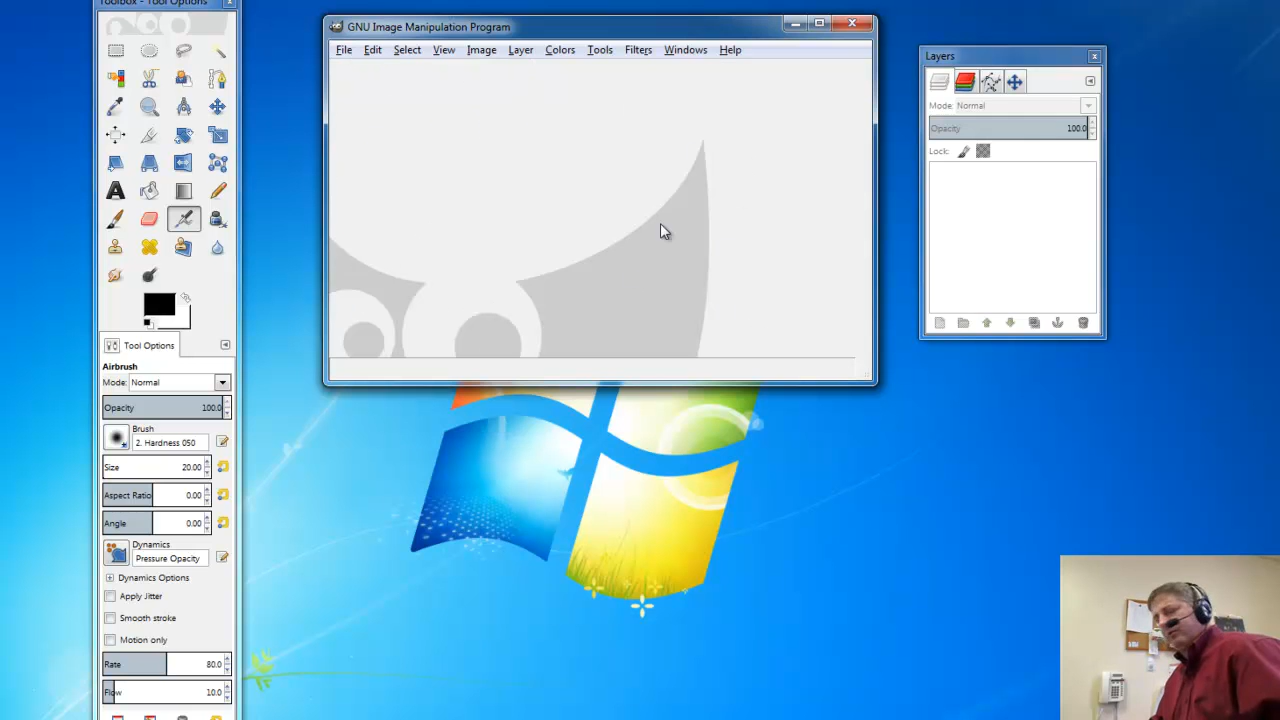 Toolbox - Tool Options
GNU Image Manipulation Program
File Edit Select View Image Layer Colors Tools Filters Windows Help
Layers
Mode: Normal
Opacity 100.0
Lock:
Tool Options
Airbrush
Mode: Normal
Opacity 100.0
Brush
2. Hardness 050
Size 20.00
Aspect Ratio 0.00
Angle 0.00
Dynamics
Pressure Opacity
Dynamics Options
Apply Jitter
Smooth stroke
Motion only
Rate 80.0
Flow 10.0